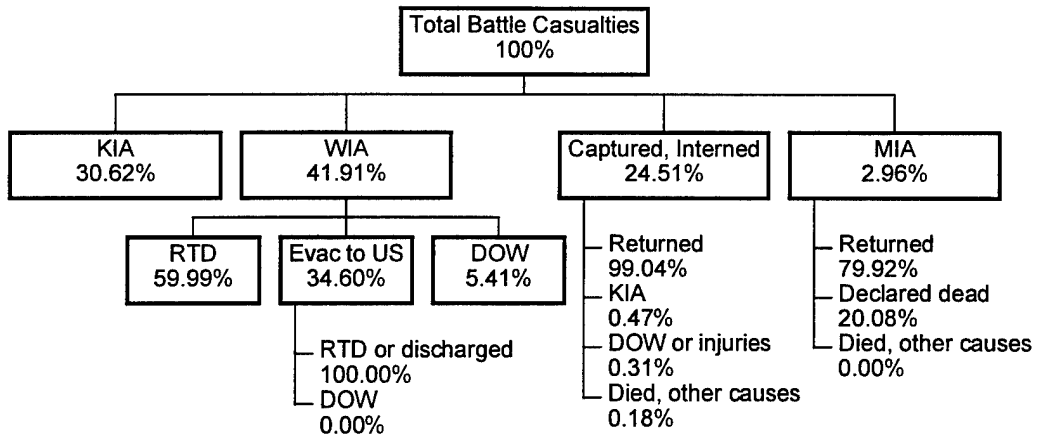 Total Battle Casualties
100%
KIA
30.62%
WIA
41.91%
Captured, Interned
24.51%
MIA
2.96%
RTD
59.99%
Evac to US
34.60%
DOW
5.41%
RTD or discharged
100.00%
DOW
0.00%
Returned
99.04%
KIA
0.47%
DOW or injuries
0.31%
Died, other causes
0.18%
Returned
79.92%
Declared dead
20.08%
Died, other causes
0.00%